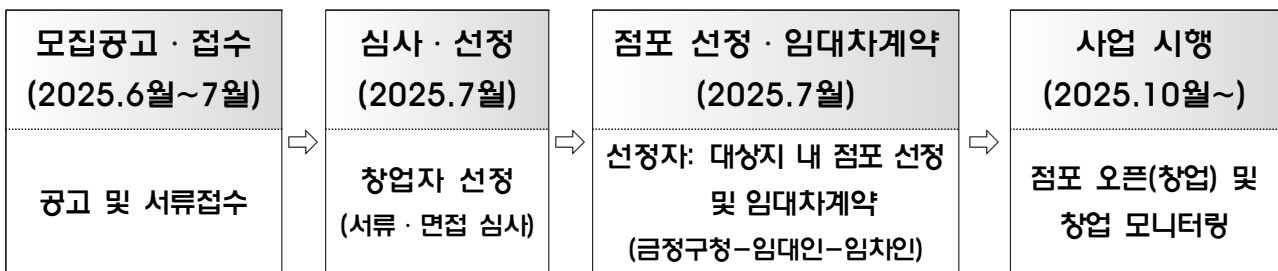 모집공고 · 접수
(2025.6월~7월)
공고 및 서류접수
⇨
심사 · 선정
(2025.7월)
창업자 선정
(서류 · 면접 심사)
⇨
점포 선정 · 임대차계약
(2025.7월)
선정자: 대상지 내 점포 선정
및 임대차계약
(금정구청-임대인-임차인)
⇨
사업 시행
(2025.10월~)
점포 오픈(창업) 및
창업 모니터링